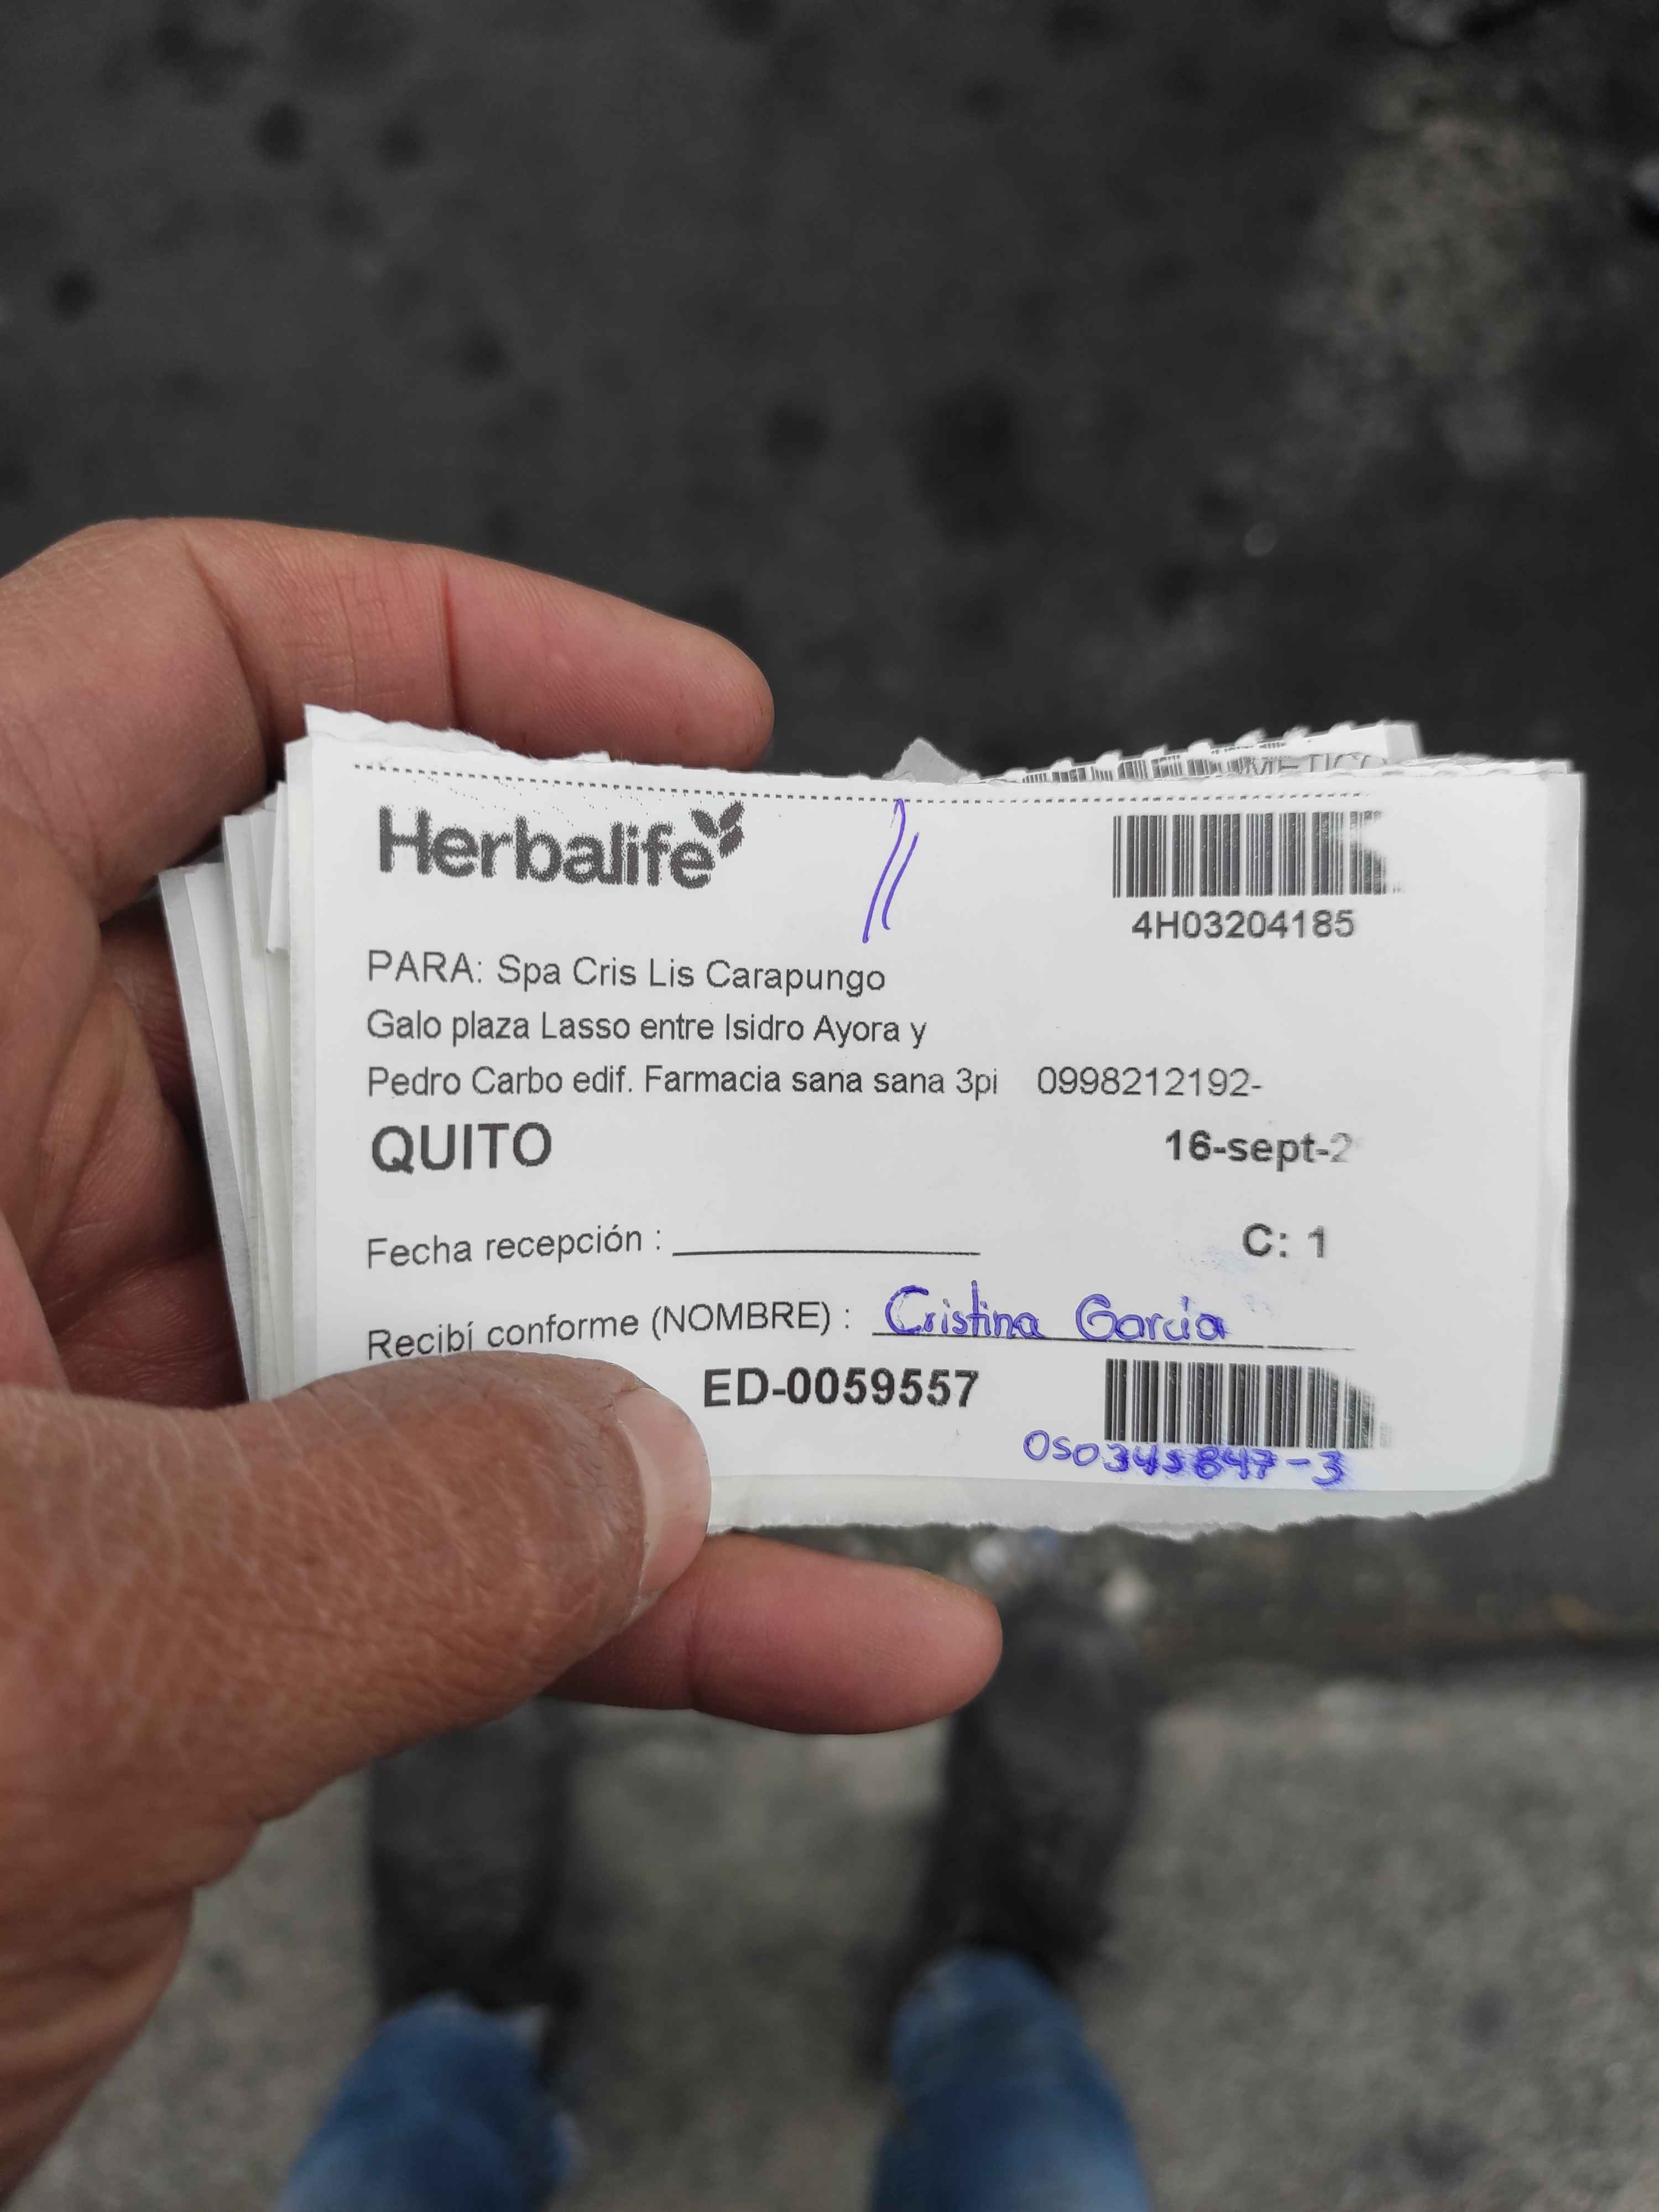 Herbalife
4H03204185
PARA: Spa Cris Lis Carapungo
Galo plaza Lasso entre Isidro Ayora y
Pedro Carbo edif. Farmacia sana sana 3pi 0998212192-
QUITO 16-sept-2
Fecha recepción :
C: 1
Recibí conforme (NOMBRE) : Cristina García
ED-0059557
050345847-3